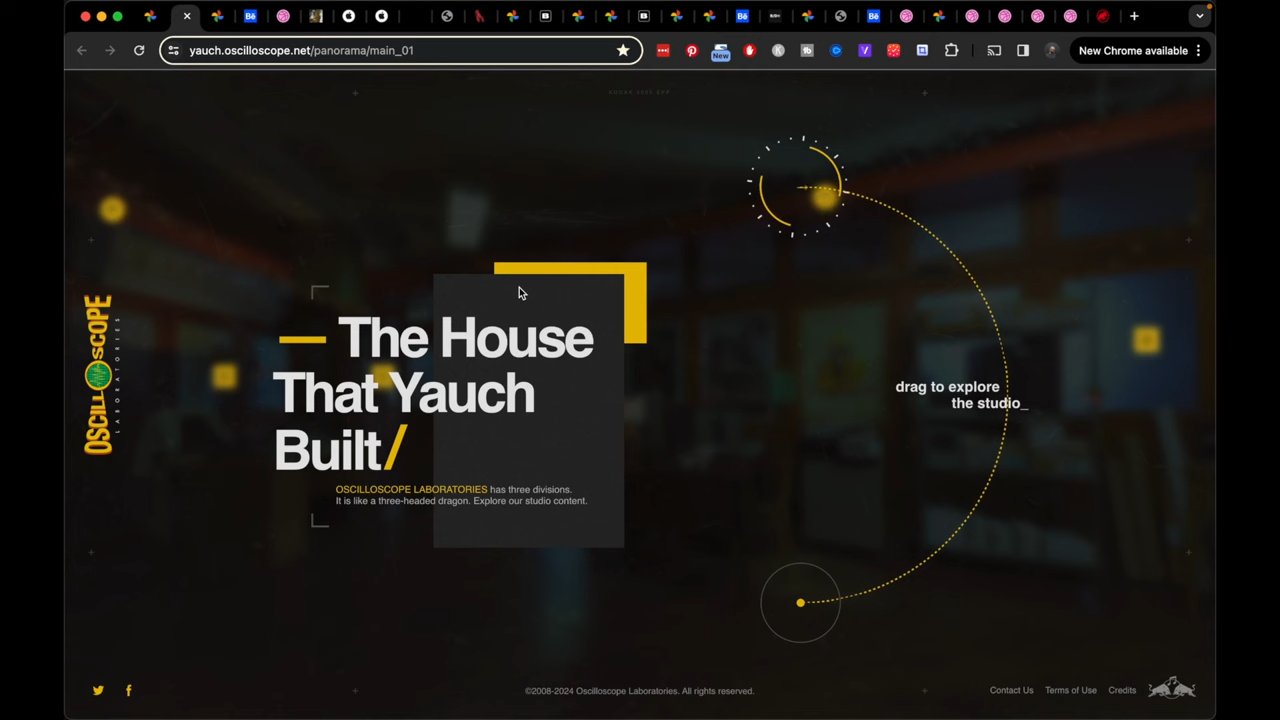 yauch.oscilloscope.net/panorama/main_01
New
New Chrome available
OSCILLOSCOPE
LABORATORIES
The House
That Yauch
Built/
OSCILLOSCOPE LABORATORIES has three divisions.
It is like a three-headed dragon. Explore our studio content.
drag to explore
the studio_
©2008-2024 Oscilloscope Laboratories. All rights reserved.
Contact Us
Terms of Use
Credits